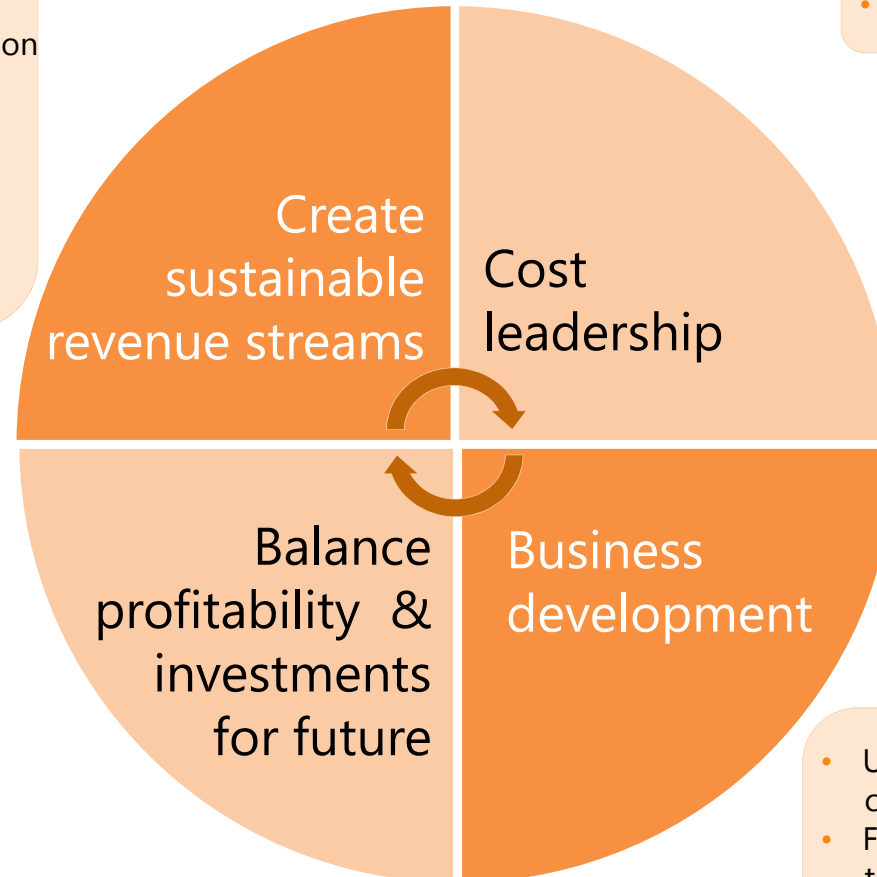 on
Create
sustainable
revenue streams
Cost
leadership
Balance
profitability &
investments
for future
Business
development